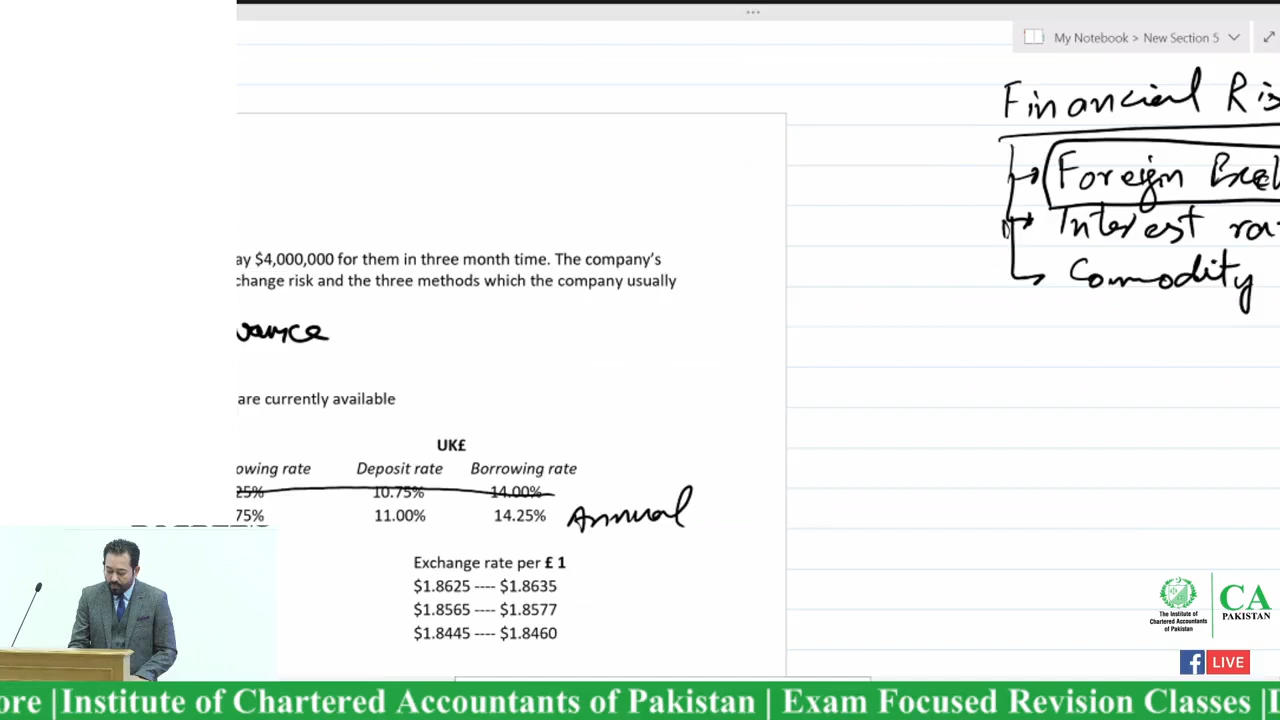 My Notebook > New Section 5
Financial Ris
Foreign Exc
Interest ra
Commodity
ay $4,000,000 for them in three month time. The company's
change risk and the three methods which the company usually
are currently available
UK£
owing rate Deposit rate Borrowing rate
25% 10.75% 14.00%
75% 11.00% 14.25% Annual
Exchange rate per £ 1
$1.8625 ---- $1.8635
$1.8565 ---- $1.8577
$1.8445 ---- $1.8460
The Institute of
Chartered Accountants
of Pakistan
CA
PAKISTAN
f LIVE
ore |Institute of Chartered Accountants of Pakistan | Exam Focused Revision Classes |